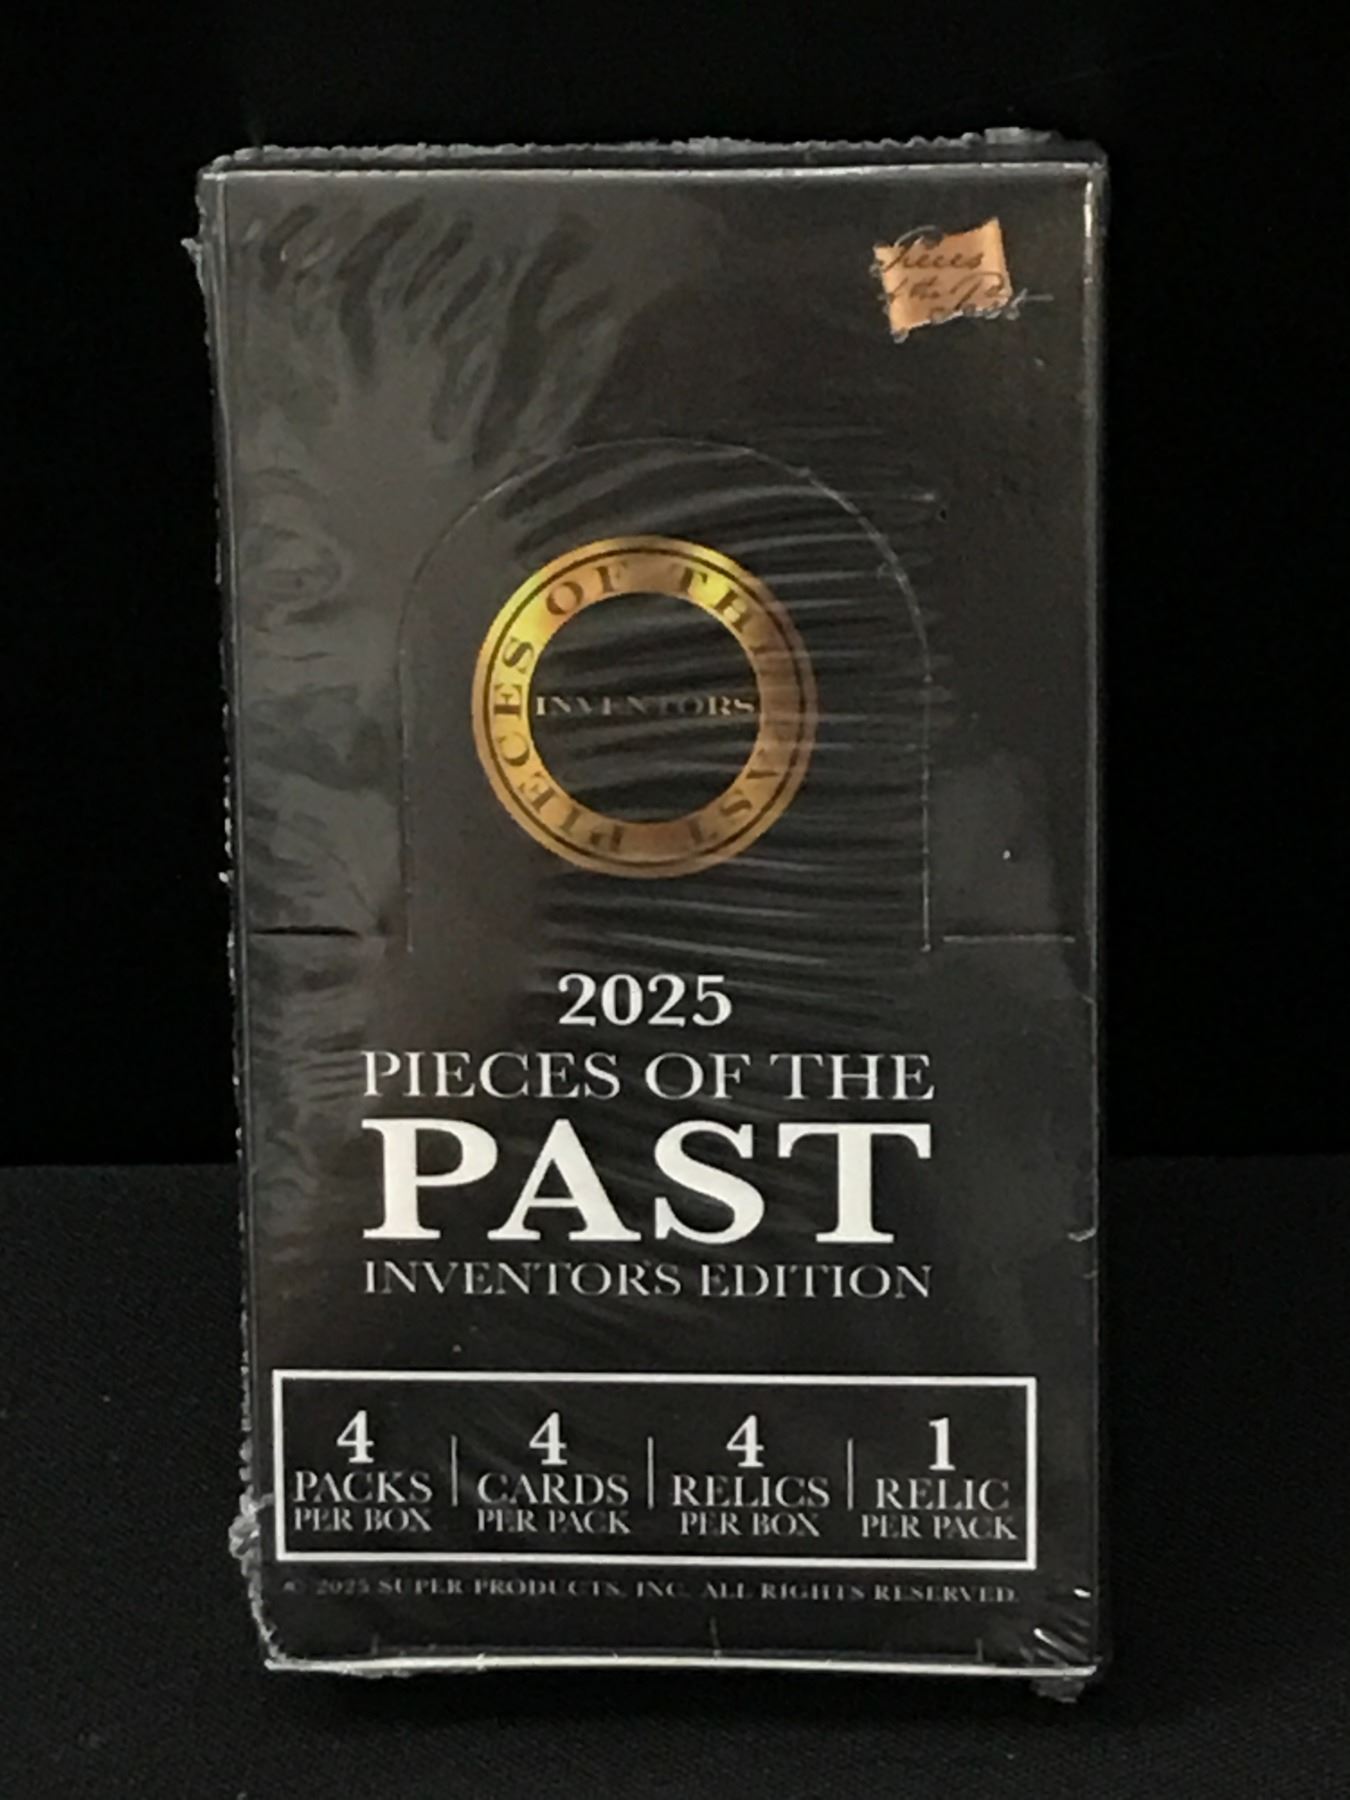 Pieces
of the Past
PIECES OF THE PAST
INVENTORS
2025
PIECES OF THE
PAST
INVENTORS EDITION
4
PACKS
PER BOX
4
CARDS
PER PACK
4
RELICS
PER BOX
1
RELIC
PER PACK
© 2025 SUPER PRODUCTS, INC. ALL RIGHTS RESERVED.